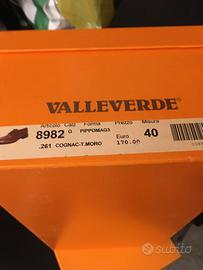 VALLEVERDE®
Articolo Calz Forma Prezzo Misura
8982 G PIPPOMAG3 Euro 40
.261 COGNAC-T.MORO 170.00
subito